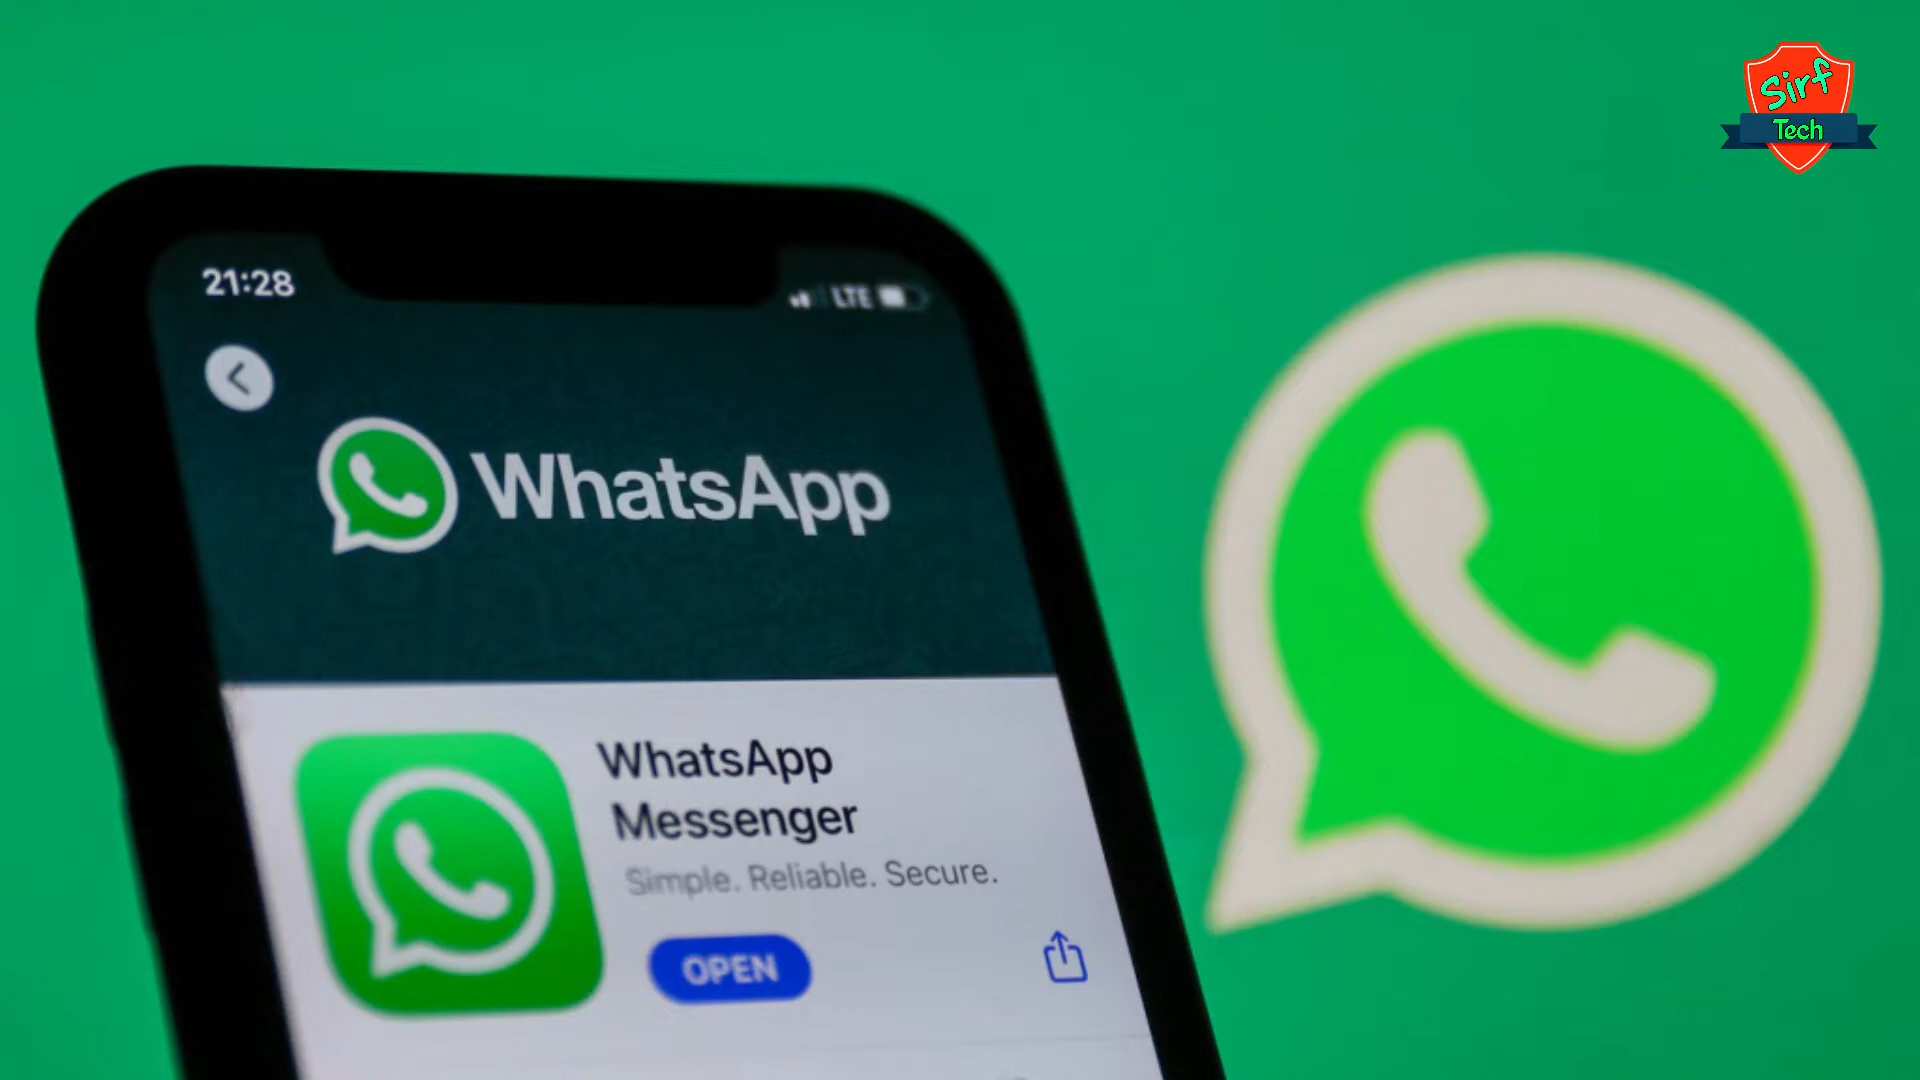 Sirf
Tech
21:28
LTE
WhatsApp
WhatsApp
Messenger
Simple. Reliable. Secure.
OPEN